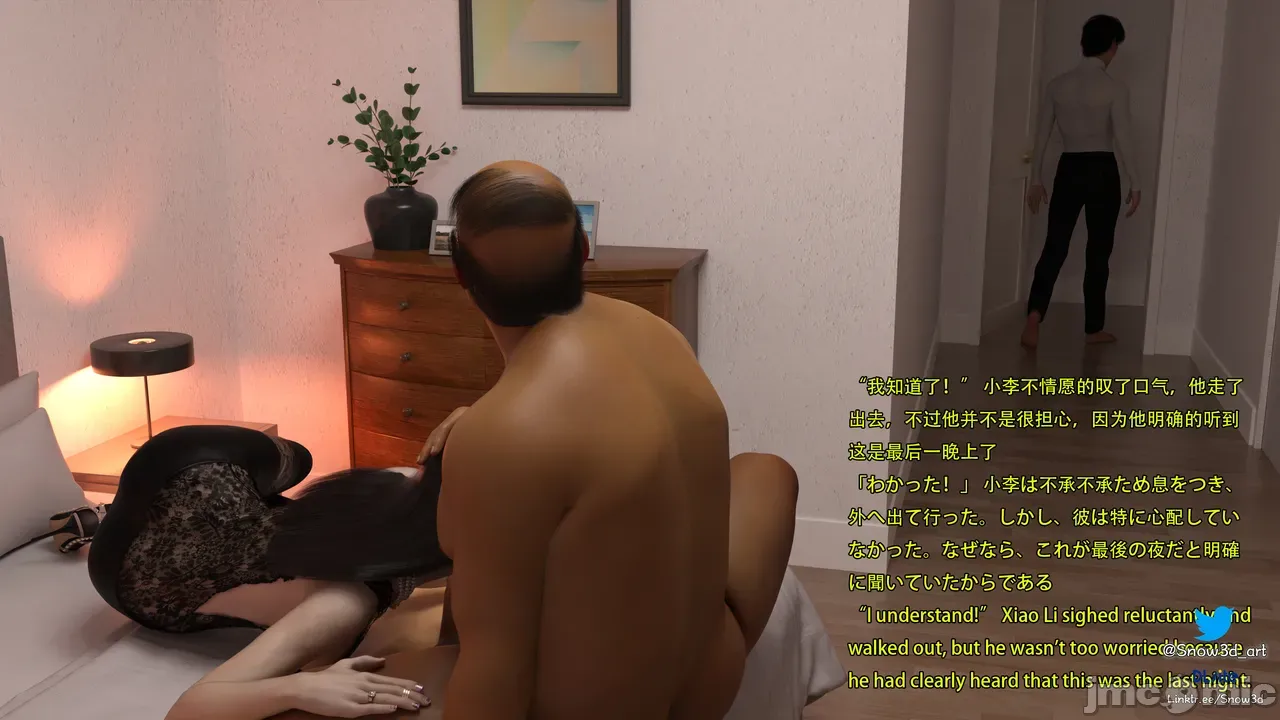 “我知道了！” 小李不情愿的叹了口气，他走了
出去，不过他并不是很担心，因为他明确的听到
这是最后一晚上了
「わかった！」 小李は不承不承ため息をつき、
外へ出て行った。しかし、彼は特に心配してい
なかった。なぜなら、これが最後の夜だと明確
に聞いていたからである
“I understand!” Xiao Li sighed reluctantly and
walked out, but he wasn't too worried because
@Snow3d_art
he had clearly heard that this was the last night.
Linktr.ee/Snow3d